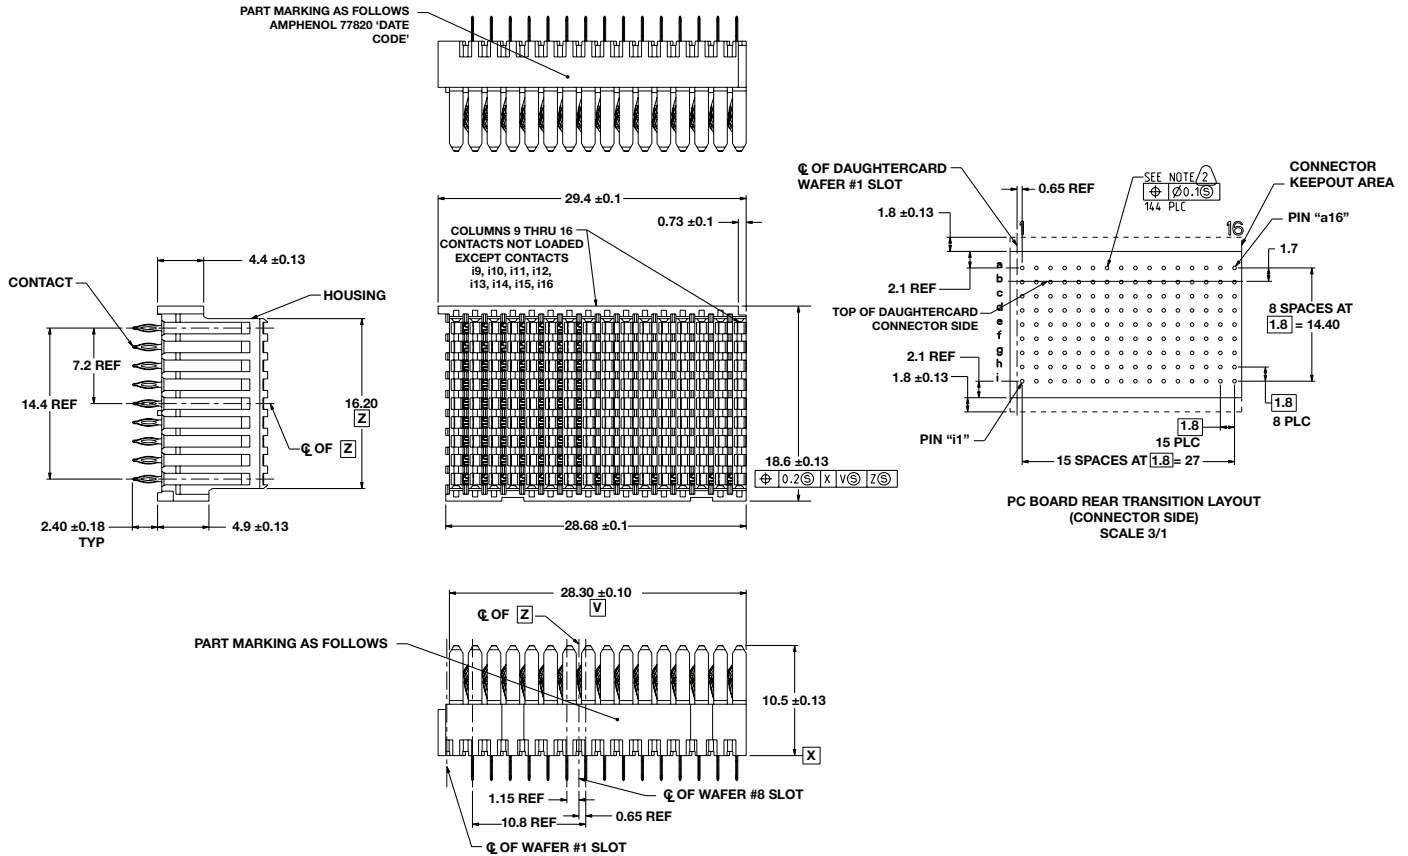 PART MARKING AS FOLLOWS
AMPHENOL 77820 'DATE
CODE'
29.4 ±0.1
0.73 ±0.1
COLUMNS 9 THRU 16
CONTACTS NOT LOADED
EXCEPT CONTACTS
i9, i10, i11, i12,
i13, i14, i15, i16
4.4 ±0.13
CONTACT
HOUSING
7.2 REF
14.4 REF
16.20
Z
℄ OF Z
2.40 ±0.18
TYP
4.9 ±0.13
18.6 ±0.13
⌖ 0.2Ⓢ X VⓈ ZⓈ
28.68 ±0.1
℄ OF DAUGHTERCARD
WAFER #1 SLOT
0.65 REF
SEE NOTE 2
⌖ Ø0.1Ⓢ
144 PLC
CONNECTOR
KEEPOUT AREA
PIN “a16”
1.8 ±0.13
1
16
1.7
2.1 REF
a
b
c
d
e
f
g
h
i
TOP OF DAUGHTERCARD
CONNECTOR SIDE
8 SPACES AT
1.8 = 14.40
2.1 REF
1.8 ±0.13
PIN “i1”
1.8
8 PLC
1.8
15 PLC
15 SPACES AT 1.8 = 27
PC BOARD REAR TRANSITION LAYOUT
(CONNECTOR SIDE)
SCALE 3/1
28.30 ±0.10
V
℄ OF Z
PART MARKING AS FOLLOWS
10.5 ±0.13
X
1.15 REF
℄ OF WAFER #8 SLOT
0.65 REF
10.8 REF
℄ OF WAFER #1 SLOT